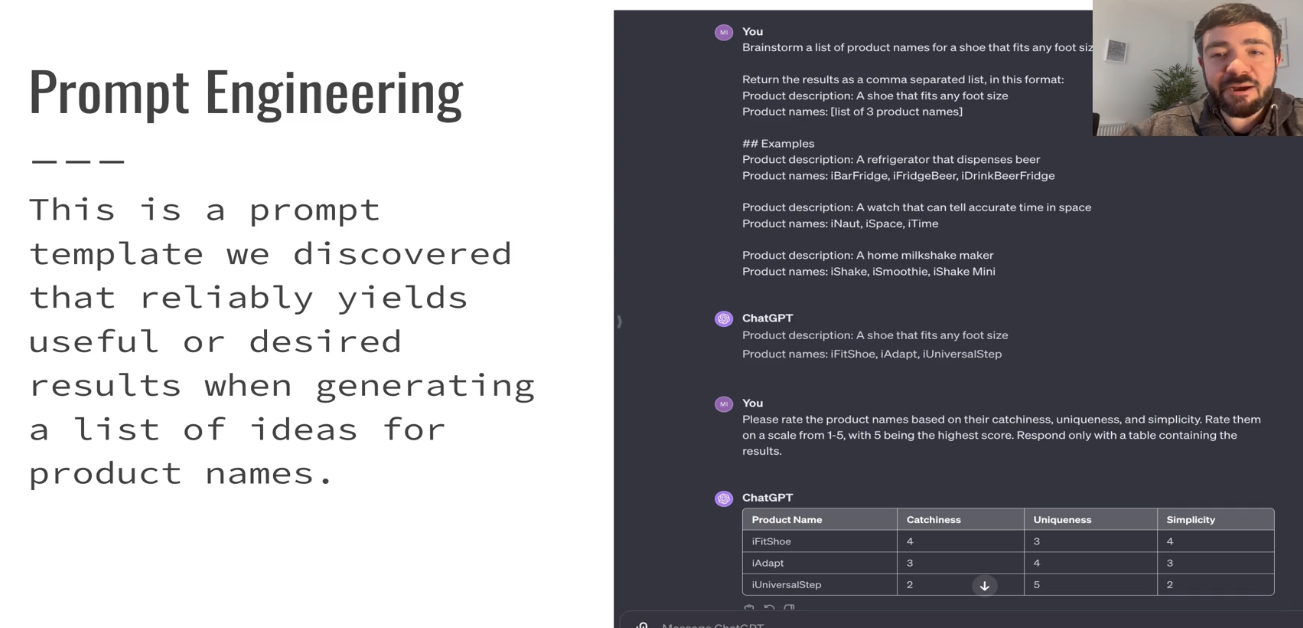 Prompt Engineering
This is a prompt
template we discovered
that reliably yields
useful or desired
results when generating
a list of ideas for
product names.
MI
You
Brainstorm a list of product names for a shoe that fits any foot
Return the results as a comma separated list, in this format:
Product description: A shoe that fits any foot size
Product names: [list of 3 product names]
## Examples
Product description: A refrigerator that dispenses beer
Product names: iBarFridge, iFridgeBeer, iDrinkBeerFridge
Product description: A watch that can tell accurate time in space
Product names: iNaut, iSpace, iTime
Product description: A home milkshake maker
Product names: iShake, iSmoothie, iShake Mini
ChatGPT
Product description: A shoe that fits any foot size
Product names: iFitShoe, iAdapt, iUniversalStep
MI
You
Please rate the product names based on their catchiness, uniqueness, and simplicity. Rate them
on a scale from 1-5, with 5 being the highest score. Respond only with a table containing the
results.
ChatGPT
Product Name Catchiness Uniqueness Simplicity
iFitShoe 4 3 4
iAdapt 3 4 3
iUniversalStep 2 5 2
Message ChatGPT